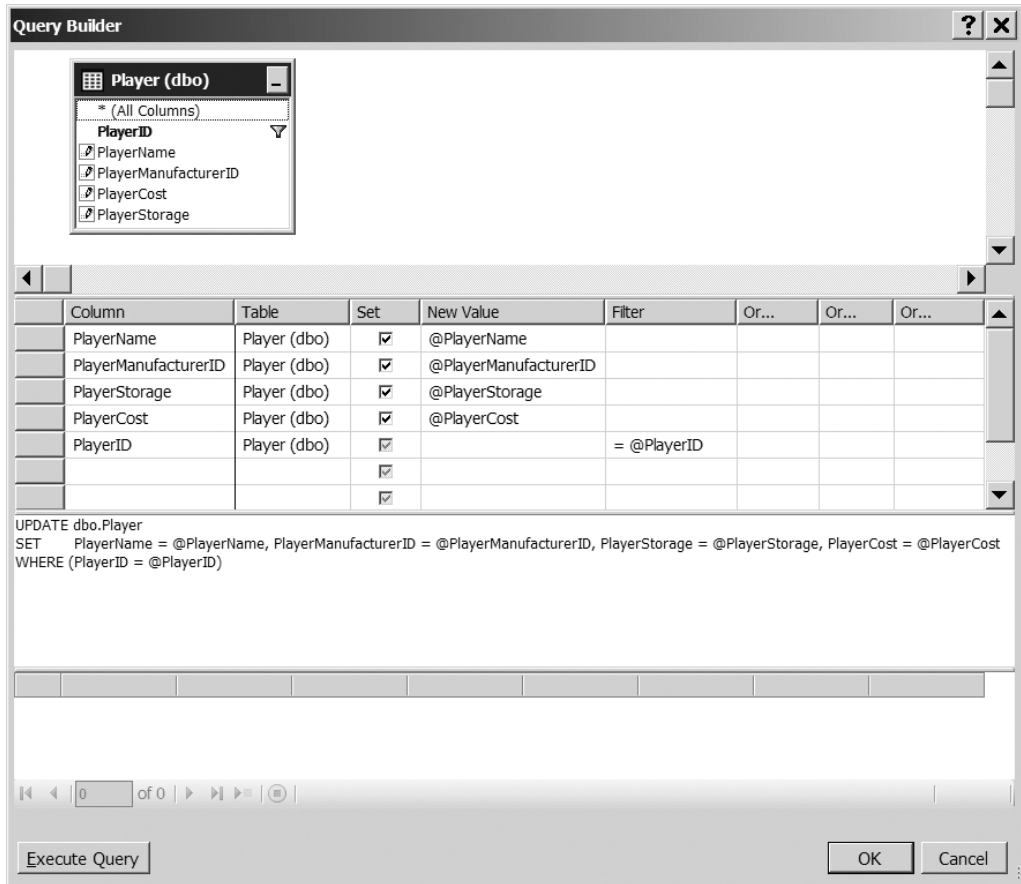 Query Builder
Player (dbo)
* (All Columns)
PlayerID
PlayerName
PlayerManufacturerID
PlayerCost
PlayerStorage
Column Table Set New Value Filter Or... Or... Or...
PlayerName Player (dbo) @PlayerName
PlayerManufacturerID Player (dbo) @PlayerManufacturerID
PlayerStorage Player (dbo) @PlayerStorage
PlayerCost Player (dbo) @PlayerCost
PlayerID Player (dbo) = @PlayerID
UPDATE dbo.Player
SET PlayerName = @PlayerName, PlayerManufacturerID = @PlayerManufacturerID, PlayerStorage = @PlayerStorage, PlayerCost = @PlayerCost
WHERE (PlayerID = @PlayerID)
0 of 0
Execute Query OK Cancel